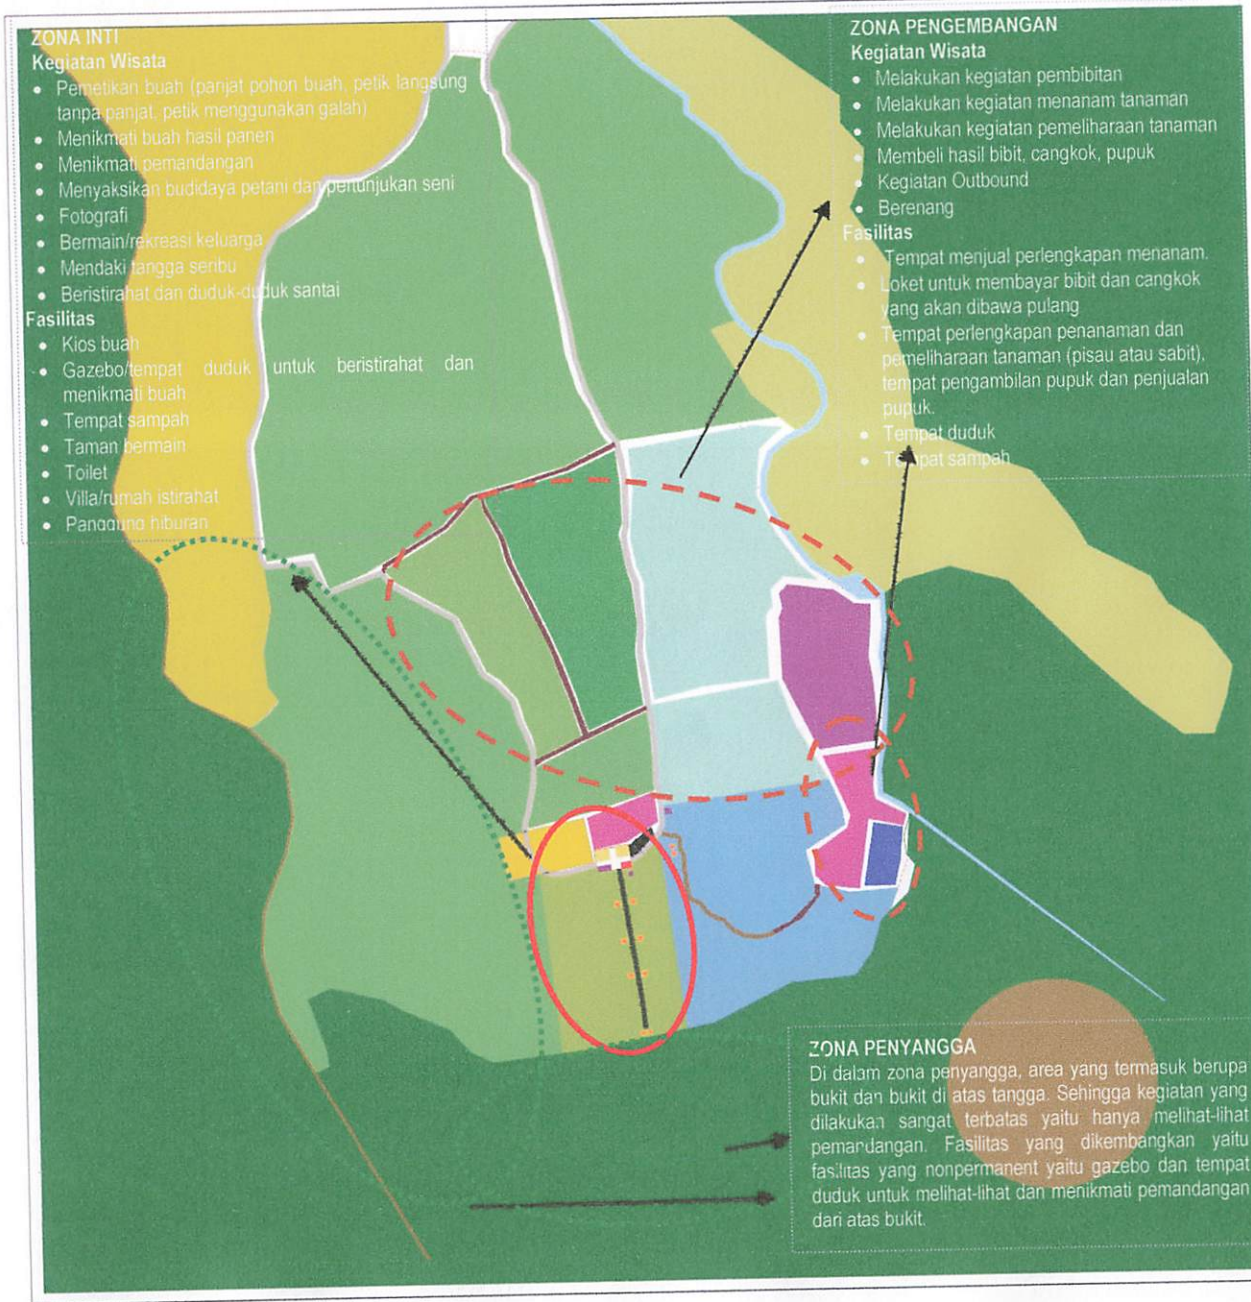 ZONA INTI
Kegiatan Wisata
• Pemetikan buah (panjat pohon buah, petik langsung
tanpa panjat, petik menggunakan galah)
• Menikmati buah hasil panen
• Menikmati pemandangan
• Menyaksikan budidaya petani dan pertunjukan seni
• Fotografi
• Bermain/rekreasi keluarga
• Mendaki tangga seribu
• Beristirahat dan duduk-duduk santai
Fasilitas
• Kios buah
• Gazebo/tempat duduk untuk beristirahat dan
menikmati buah
• Tempat sampah
• Taman bermain
• Toilet
• Villa/rumah istirahat
• Panggung hiburan
ZONA PENGEMBANGAN
Kegiatan Wisata
• Melakukan kegiatan pembibitan
• Melakukan kegiatan menanam tanaman
• Melakukan kegiatan pemeliharaan tanaman
• Membeli hasil bibit, cangkok, pupuk
• Kegiatan Outbound
• Berenang
Fasilitas
• Tempat menjual perlengkapan menanam.
• Loket untuk membayar bibit dan cangkok
yang akan dibawa pulang
• Tempat perlengkapan penanaman dan
pemeliharaan tanaman (pisau atau sabit),
tempat pengambilan pupuk dan penjualan
pupuk.
• Tempat duduk
• Tempat sampah
ZONA PENYANGGA
Di dalam zona penyangga, area yang termasuk berupa
bukit dan bukit di atas tangga. Sehingga kegiatan yang
dilakukan sangat terbatas yaitu hanya melihat-lihat
pemandangan. Fasilitas yang dikembangkan yaitu
fasilitas yang nonpermanent yaitu gazebo dan tempat
duduk untuk melihat-lihat dan menikmati pemandangan
dari atas bukit.